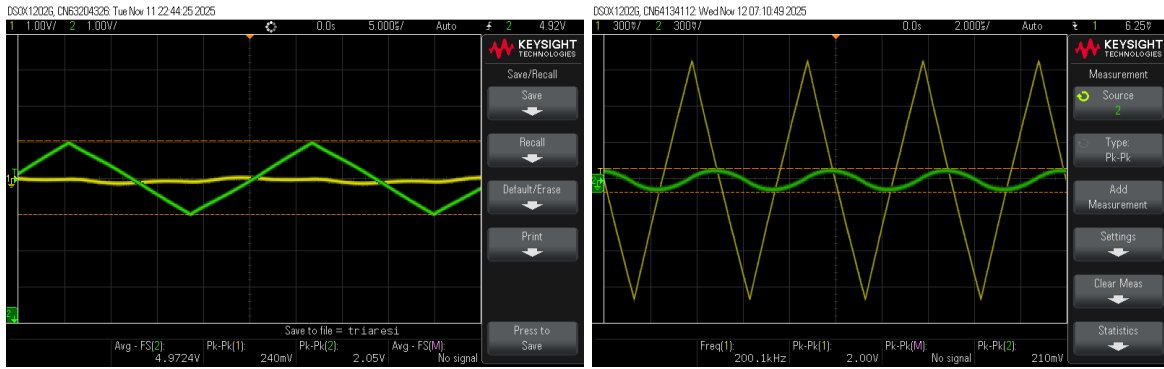 DSOX1202G, CN63204326: Tue Nov 11 22:44:25 2025
1 1.00V/ 2 1.00V/ 0.0s 5.000s/ Auto 2 4.92V
KEYSIGHT
TECHNOLOGIES
Save/Recall
Save
Recall
Default/Erase
Print
Press to
Save
Save to file = triaresi
Avg - FS(2): Pk-Pk(1): Pk-Pk(2): Avg - FS(M):
4.9724V 240mV 2.05V No signal
DSOX1202G, CN64134112: Wed Nov 12 07:10:49 2025
1 300V/ 2 300V/ 0.0s 2.000s/ Auto 1 6.25V
KEYSIGHT
TECHNOLOGIES
Measurement
Source
2
Type:
Pk-Pk
Add
Measurement
Settings
Clear Meas
Statistics
Freq(1): Pk-Pk(1): Pk-Pk(M): Pk-Pk(2):
200.1kHz 2.00V No signal 210mV